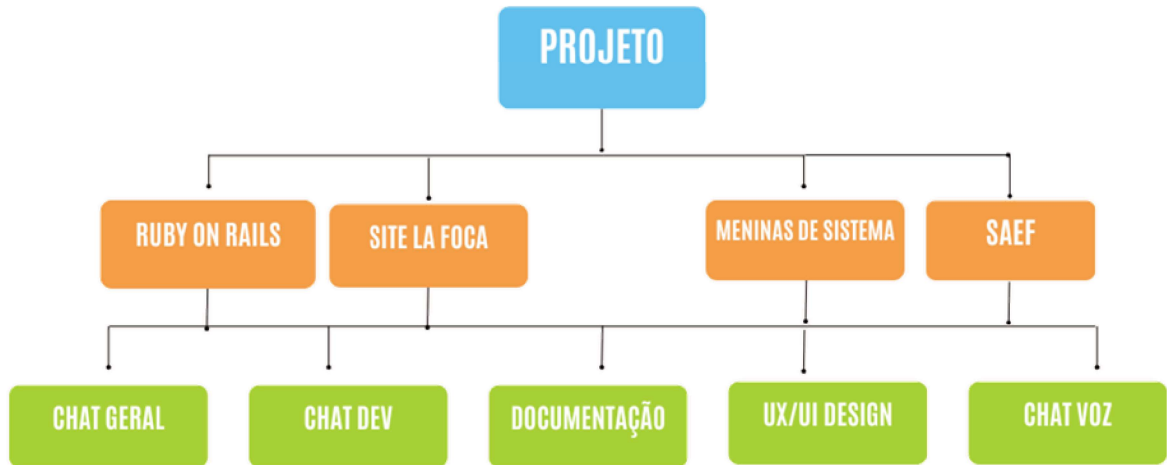 PROJETO
RUBY ON RAILS
SITE LA FOCA
MENINAS DE SISTEMA
SAEF
CHAT GERAL
CHAT DEV
DOCUMENTAÇÃO
UX/UI DESIGN
CHAT VOZ